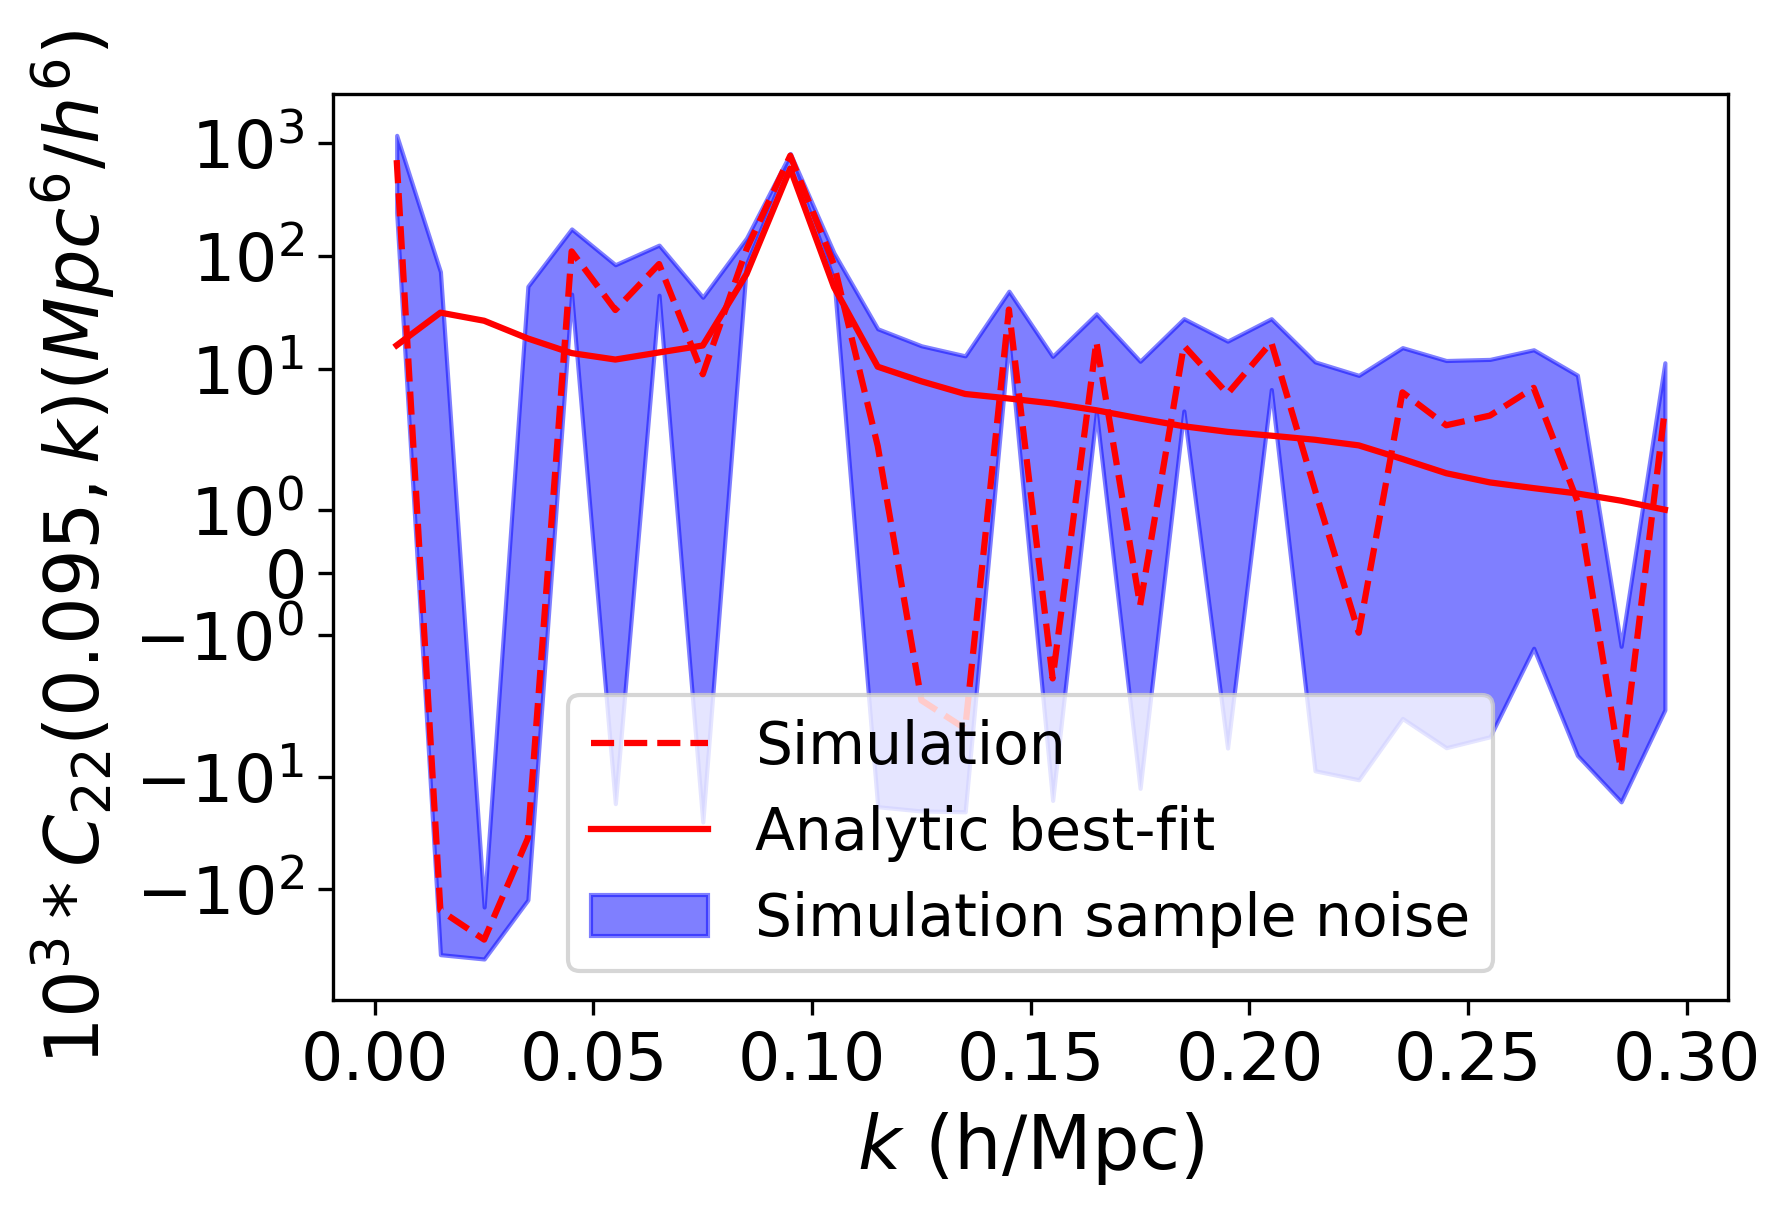 10³ * C₂₂(0.095, k)(Mpc⁶/h⁶)
10³
10²
10¹
10⁰
0
−10⁰
−10¹
−10²
Simulation
Analytic best-fit
Simulation sample noise
0.00 0.05 0.10 0.15 0.20 0.25 0.30
k (h/Mpc)